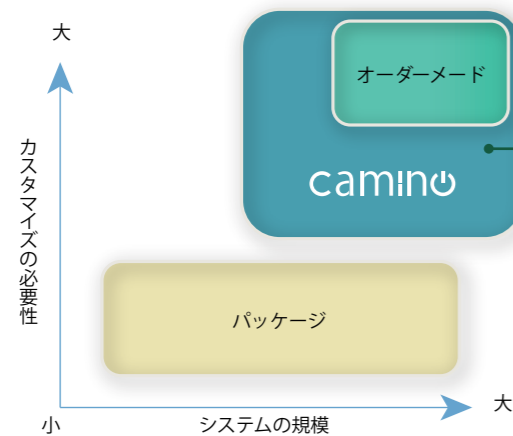 大
オーダーメード
カスタマイズの必要性
camino
パッケージ
大
小
システムの規模